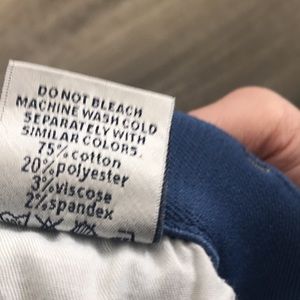 DO NOT BLEACH
MACHINE WASH COLD
SEPARATELY WITH
SIMILAR COLORS.
75%cotton
20%polyester
3%viscose
2%spandex